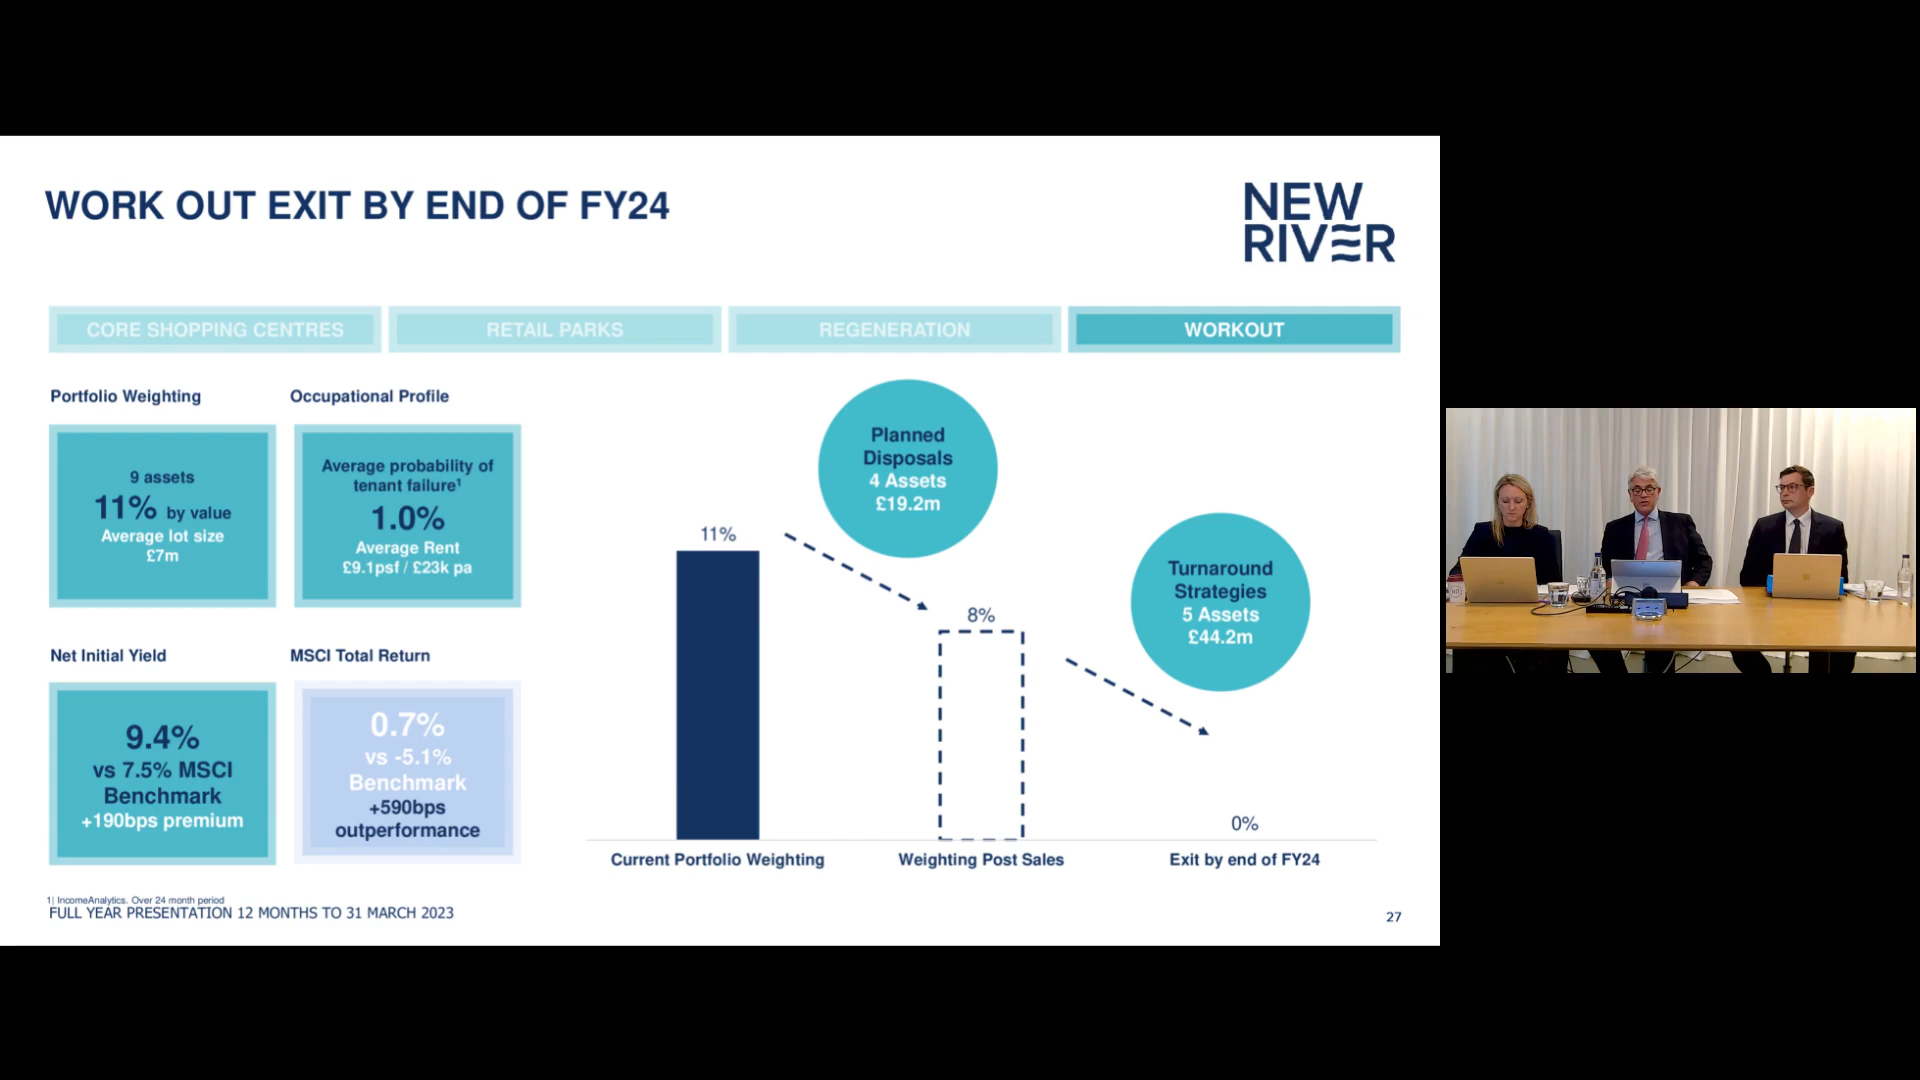 WORK OUT EXIT BY END OF FY24
NEW
RIVER
CORE SHOPPING CENTRES
RETAIL PARKS
REGENERATION
WORKOUT
Portfolio Weighting
9 assets
11% by value
Average lot size
£7m
Occupational Profile
Average probability of
tenant failure¹
1.0%
Average Rent
£9.1psf / £23k pa
Net Initial Yield
9.4%
vs 7.5% MSCI
Benchmark
+190bps premium
MSCI Total Return
0.7%
vs -5.1%
Benchmark
+590bps
outperformance
Planned
Disposals
4 Assets
£19.2m
Turnaround
Strategies
5 Assets
£44.2m
11%
8%
0%
Current Portfolio Weighting
Weighting Post Sales
Exit by end of FY24
1| IncomeAnalytics. Over 24 month period
FULL YEAR PRESENTATION 12 MONTHS TO 31 MARCH 2023
27